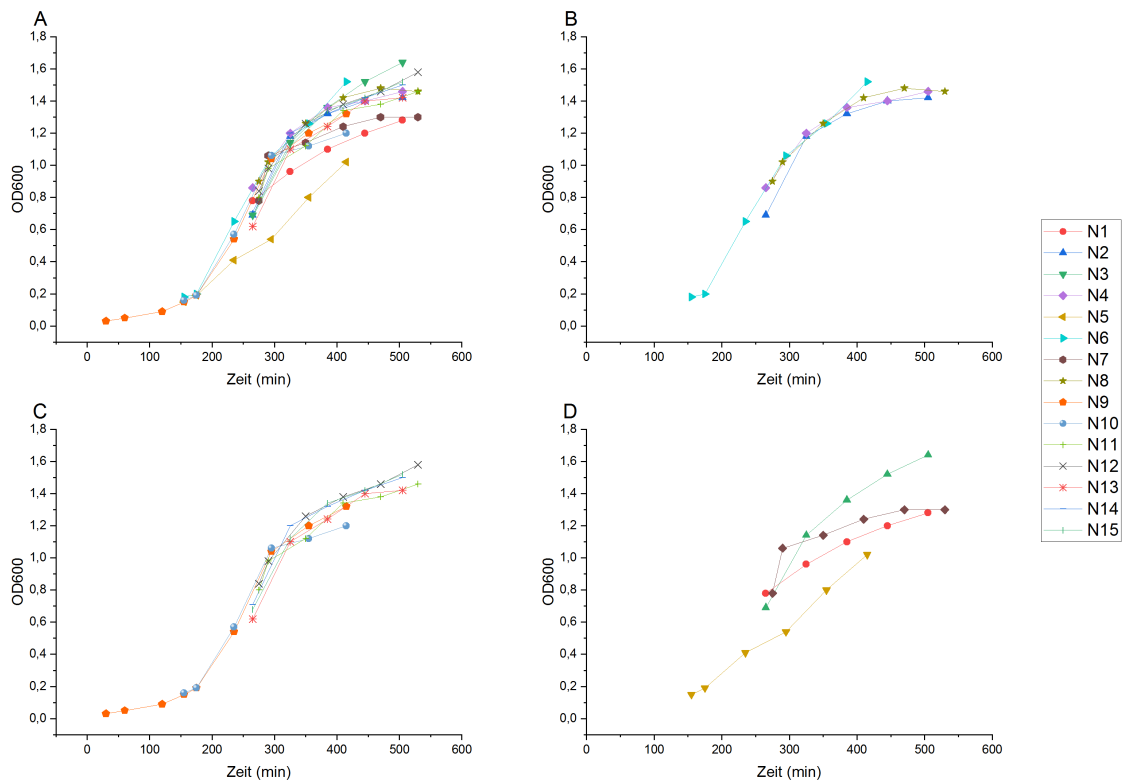 A
1,8
1,6
1,4
1,2
1,0
0,8
0,6
0,4
0,2
0,0
OD600
0 100 200 300 400 500 600
Zeit (min)
B
1,8
1,6
1,4
1,2
1,0
0,8
0,6
0,4
0,2
0,0
OD600
0 100 200 300 400 500 600
Zeit (min)
C
1,8
1,6
1,4
1,2
1,0
0,8
0,6
0,4
0,2
0,0
OD600
0 100 200 300 400 500 600
Zeit (min)
D
1,8
1,6
1,4
1,2
1,0
0,8
0,6
0,4
0,2
0,0
OD600
0 100 200 300 400 500 600
Zeit (min)
N1
N2
N3
N4
N5
N6
N7
N8
N9
N10
N11
N12
N13
N14
N15